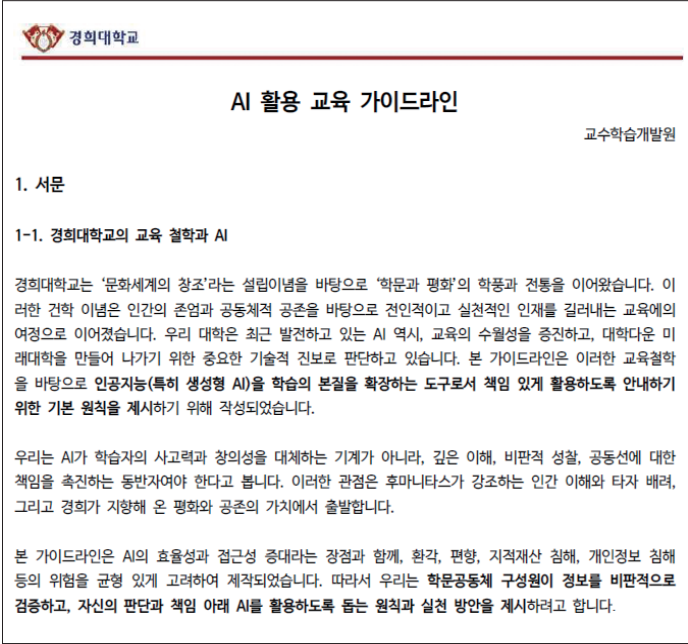 경희대학교
AI 활용 교육 가이드라인
교수학습개발원
1. 서문
1-1. 경희대학교의 교육 철학과 AI
경희대학교는 ‘문화세계의 창조’라는 설립이념을 바탕으로 ‘학문과 평화’의 학풍과 전통을 이어왔습니다. 이
러한 건학 이념은 인간의 존엄과 공동체적 공존을 바탕으로 전인적이고 실천적인 인재를 길러내는 교육에의
여정으로 이어졌습니다. 우리 대학은 최근 발전하고 있는 AI 역시, 교육의 수월성을 증진하고, 대학다운 미
래대학을 만들어 나가기 위한 중요한 기술적 진보로 판단하고 있습니다. 본 가이드라인은 이러한 교육철학
을 바탕으로 인공지능(특히 생성형 AI)을 학습의 본질을 확장하는 도구로서 책임 있게 활용하도록 안내하기
위한 기본 원칙을 제시하기 위해 작성되었습니다.
우리는 AI가 학습자의 사고력과 창의성을 대체하는 기계가 아니라, 깊은 이해, 비판적 성찰, 공동선에 대한
책임을 촉진하는 동반자여야 한다고 봅니다. 이러한 관점은 후마니타스가 강조하는 인간 이해와 타자 배려,
그리고 경희가 지향해 온 평화와 공존의 가치에서 출발합니다.
본 가이드라인은 AI의 효율성과 접근성 증대라는 장점과 함께, 환각, 편향, 지적재산 침해, 개인정보 침해
등의 위험을 균형 있게 고려하여 제작되었습니다. 따라서 우리는 학문공동체 구성원이 정보를 비판적으로
검증하고, 자신의 판단과 책임 아래 AI를 활용하도록 돕는 원칙과 실천 방안을 제시하려고 합니다.